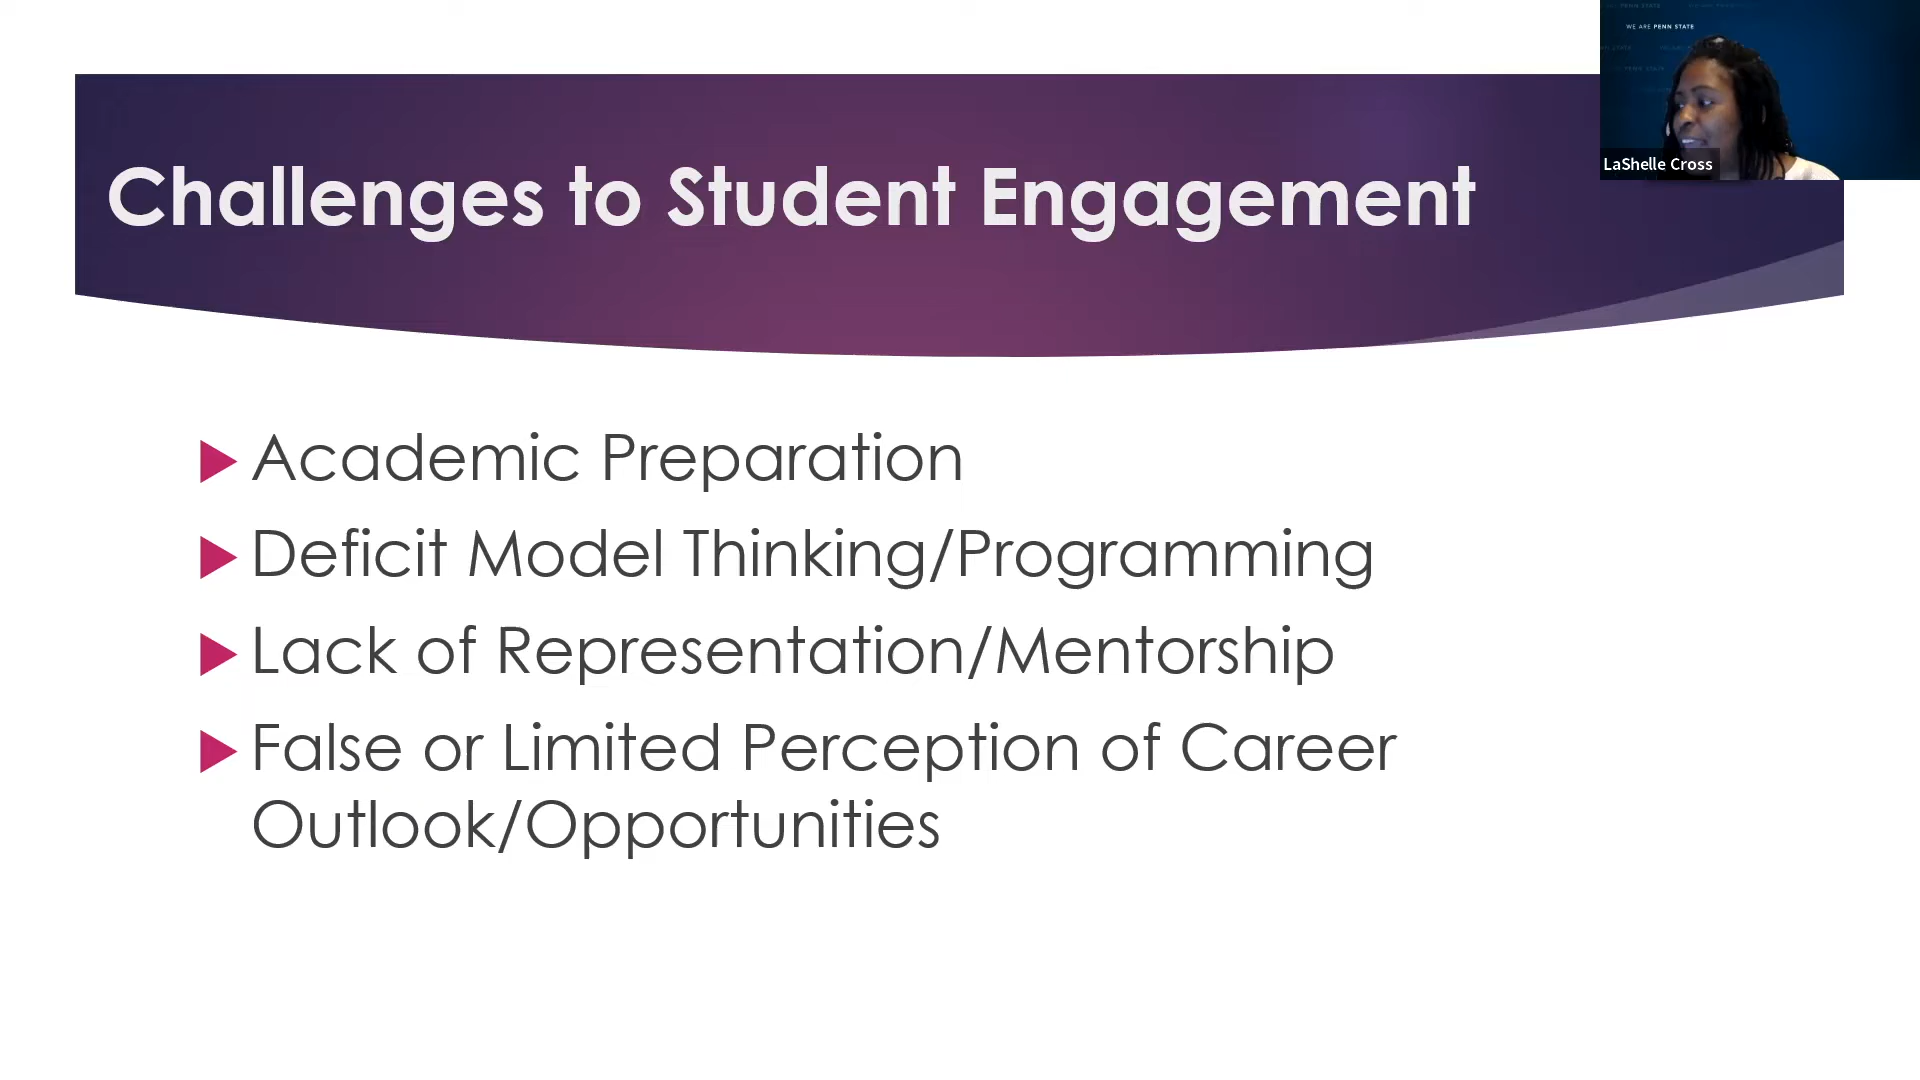 WE ARE PENN STATE
LaShelle Cross
Challenges to Student Engagement
Academic Preparation
Deficit Model Thinking/Programming
Lack of Representation/Mentorship
False or Limited Perception of Career
Outlook/Opportunities